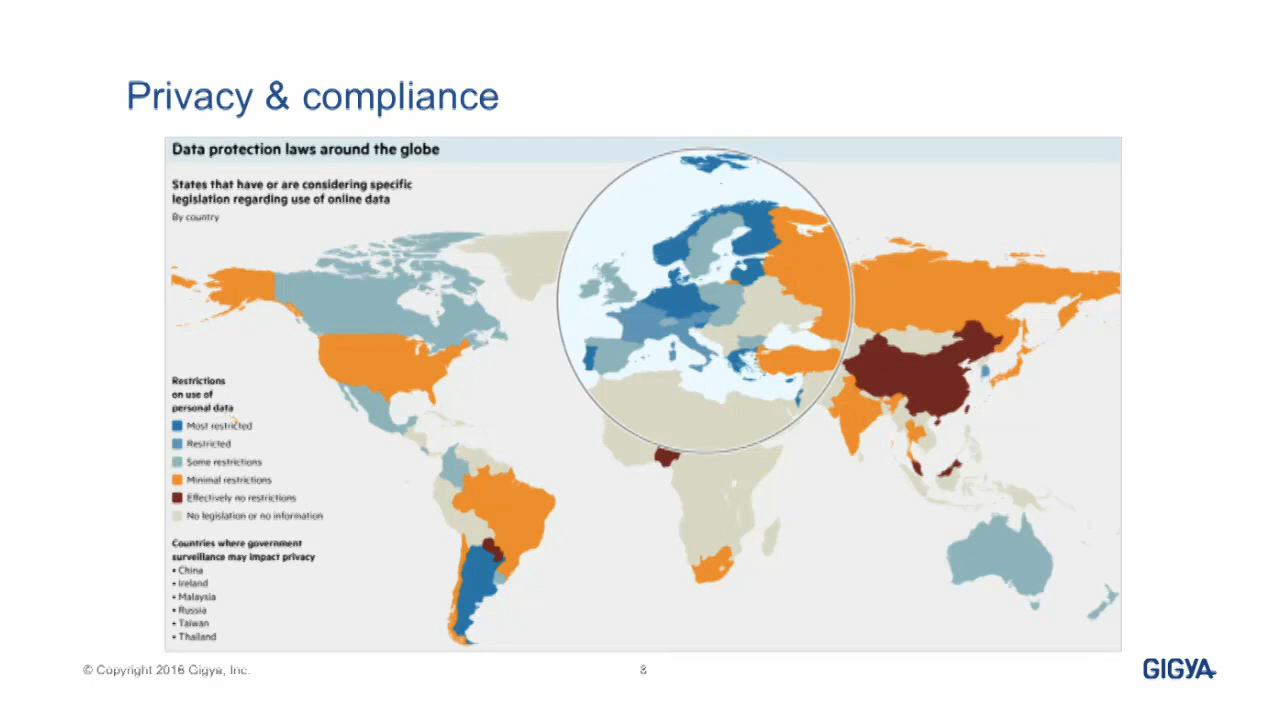 Privacy & compliance
Data protection laws around the globe
States that have or are considering specific
legislation regarding use of online data
By country
Restrictions
on use of
personal data
Most restricted
Restricted
Some restrictions
Minimal restrictions
Effectively no restrictions
No legislation or no information
Countries where government
surveillance may impact privacy
• China
• Ireland
• Malaysia
• Russia
• Taiwan
• Thailand
© Copyright 2016 Gigya, Inc.
8
GIGYA